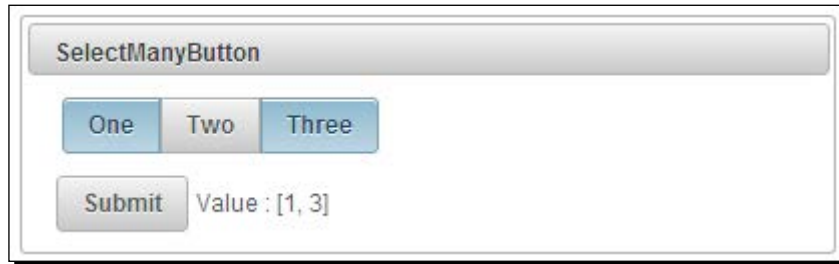 SelectManyButton
One Two Three
Submit Value : [1, 3]